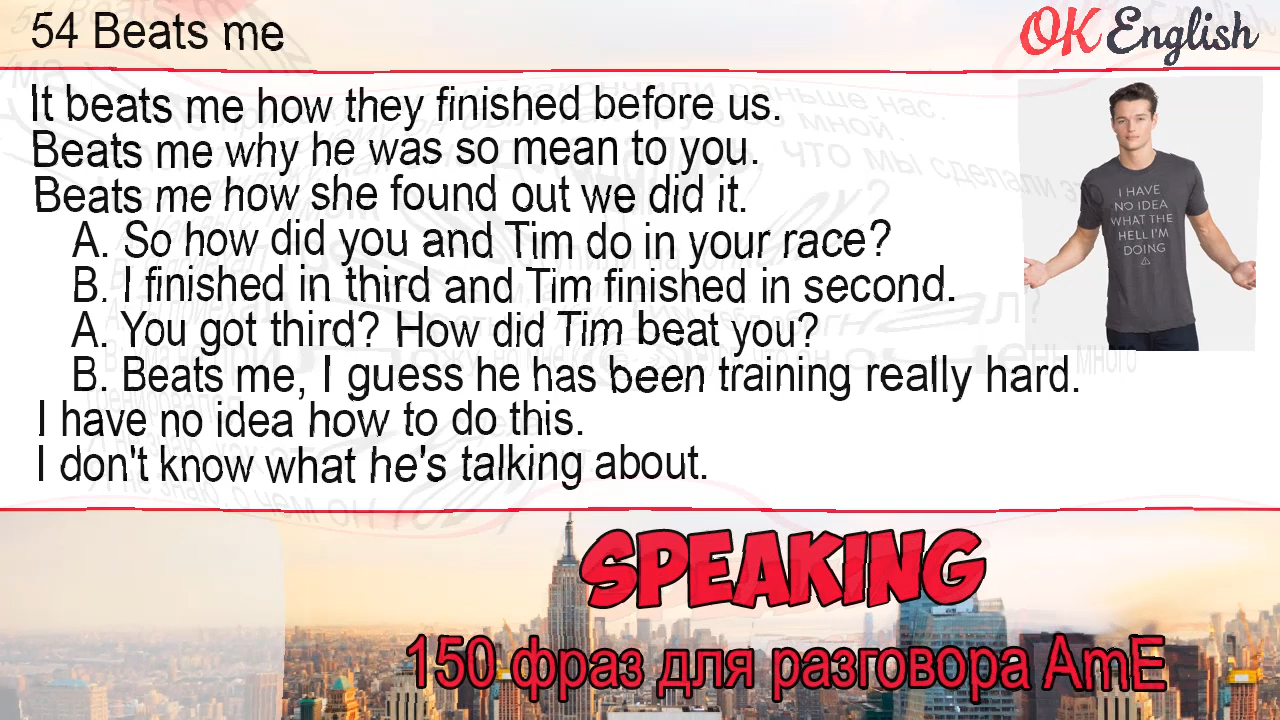 54 Beats me
OK English
It beats me how they finished before us.
Beats me why he was so mean to you.
Beats me how she found out we did it.
A. So how did you and Tim do in your race?
B. I finished in third and Tim finished in second.
A. You got third? How did Tim beat you?
B. Beats me, I guess he has been training really hard.
I have no idea how to do this.
I don't know what he's talking about.
I HAVE
NO IDEA
WHAT THE
HELL I'M
DOING
SPEAKING
150 фраз для разговора AmE